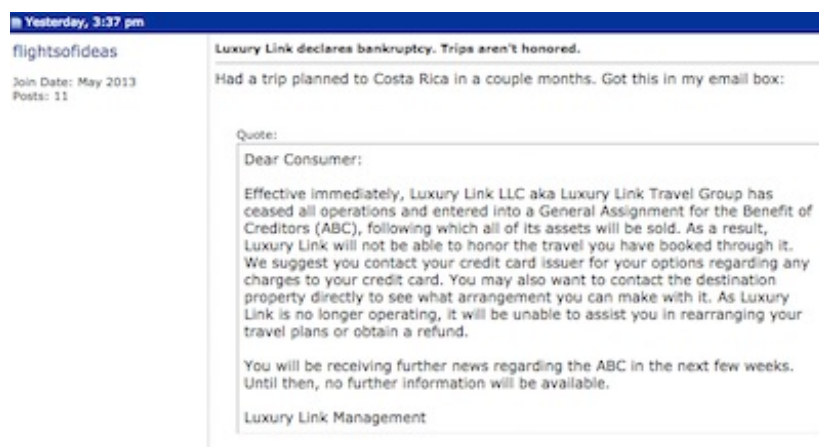 Yesterday, 3:37 pm
flightsofideas
Join Date: May 2013
Posts: 11
Luxury Link declares bankruptcy. Trips aren't honored.
Had a trip planned to Costa Rica in a couple months. Got this in my email box:
Quote:
Dear Consumer:
Effective immediately, Luxury Link LLC aka Luxury Link Travel Group has
ceased all operations and entered into a General Assignment for the Benefit of
Creditors (ABC), following which all of its assets will be sold. As a result,
Luxury Link will not be able to honor the travel you have booked through it.
We suggest you contact your credit card issuer for your options regarding any
charges to your credit card. You may also want to contact the destination
property directly to see what arrangement you can make with it. As Luxury
Link is no longer operating, it will be unable to assist you in rearranging your
travel plans or obtain a refund.
You will be receiving further news regarding the ABC in the next few weeks.
Until then, no further information will be available.
Luxury Link Management